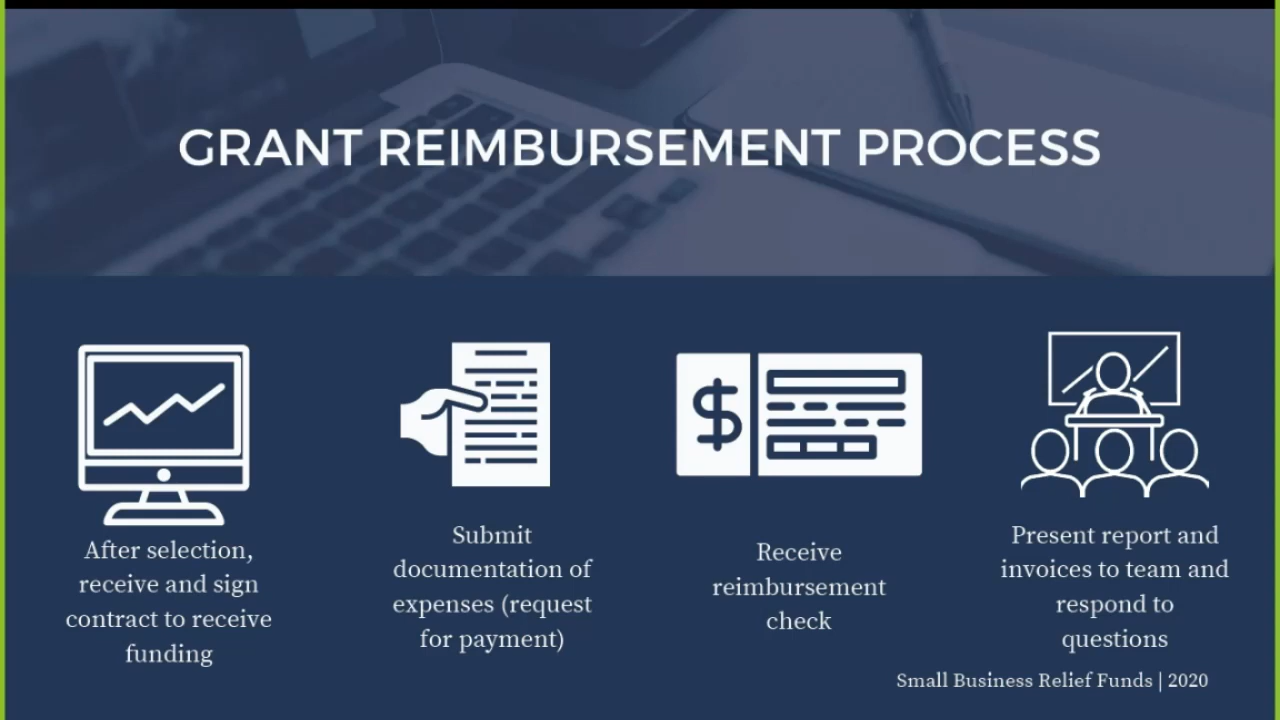 GRANT REIMBURSEMENT PROCESS
After selection,
receive and sign
contract to receive
funding
Submit
documentation of
expenses (request
for payment)
Receive
reimbursement
check
Present report and
invoices to team and
respond to
questions
Small Business Relief Funds | 2020